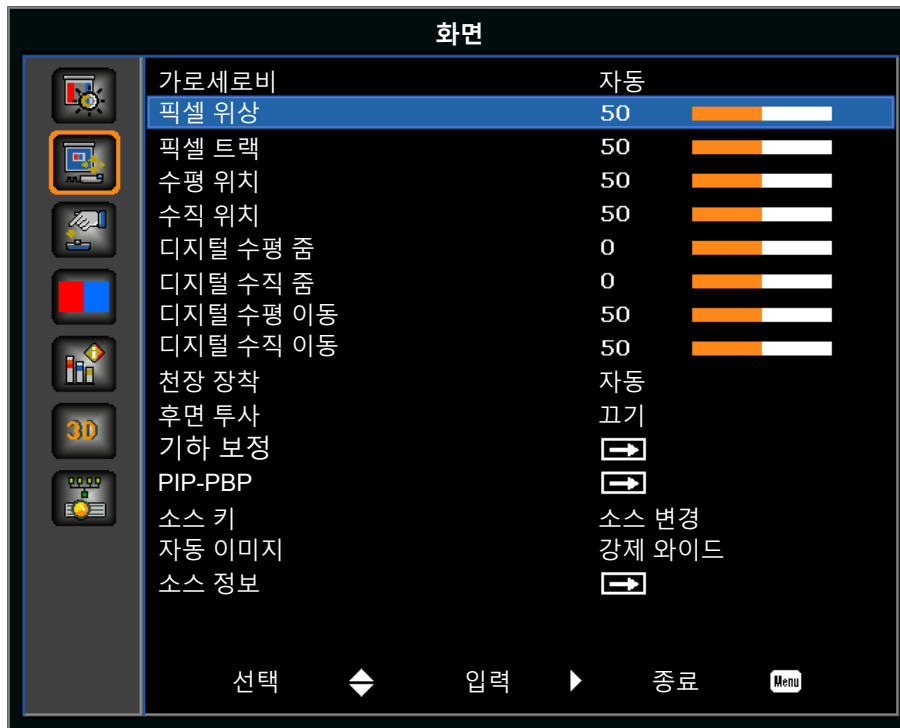 화면
가로세로비 자동
픽셀 위상 50
픽셀 트랙 50
수평 위치 50
수직 위치 50
디지털 수평 줌 0
디지털 수직 줌 0
디지털 수평 이동 50
디지털 수직 이동 50
천장 장착 자동
후면 투사 끄기
3D
기하 보정
PIP-PBP
소스 키 소스 변경
자동 이미지 강제 와이드
소스 정보
선택 입력 종료 Menu